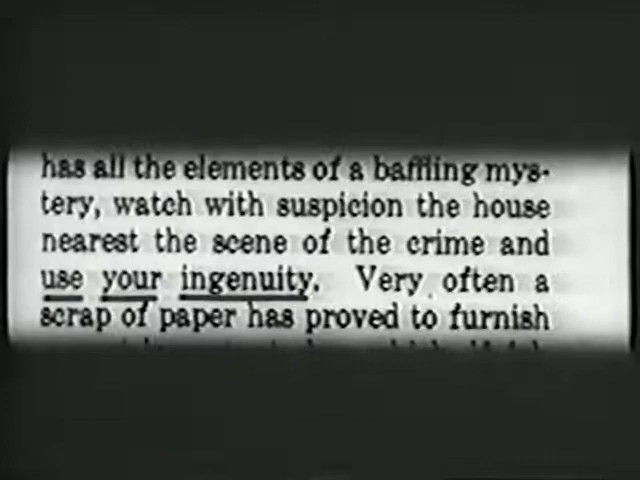 has all the elements of a baffling mys-
tery, watch with suspicion the house
nearest the scene of the crime and
use your ingenuity. Very often a
scrap of paper has proved to furnish